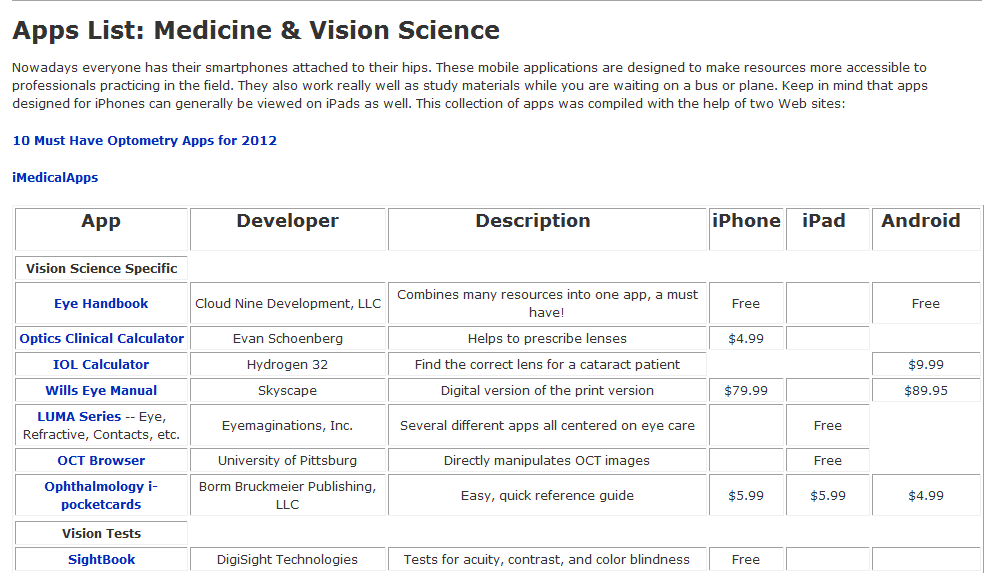 Apps List: Medicine & Vision Science
Nowadays everyone has their smartphones attached to their hips. These mobile applications are designed to make resources more accessible to
professionals practicing in the field. They also work really well as study materials while you are waiting on a bus or plane. Keep in mind that apps
designed for iPhones can generally be viewed on iPads as well. This collection of apps was compiled with the help of two Web sites:
10 Must Have Optometry Apps for 2012
iMedicalApps
App Developer Description iPhone iPad Android
Vision Science Specific
Eye Handbook Cloud Nine Development, LLC Combines many resources into one app, a must
have! Free Free
Optics Clinical Calculator Evan Schoenberg Helps to prescribe lenses $4.99
IOL Calculator Hydrogen 32 Find the correct lens for a cataract patient $9.99
Wills Eye Manual Skyscape Digital version of the print version $79.99 $89.95
LUMA Series -- Eye,
Refractive, Contacts, etc. Eyemaginations, Inc. Several different apps all centered on eye care Free
OCT Browser University of Pittsburg Directly manipulates OCT images Free
Ophthalmology i-
pocketcards Borm Bruckmeier Publishing,
LLC Easy, quick reference guide $5.99 $5.99 $4.99
Vision Tests
SightBook DigiSight Technologies Tests for acuity, contrast, and color blindness Free